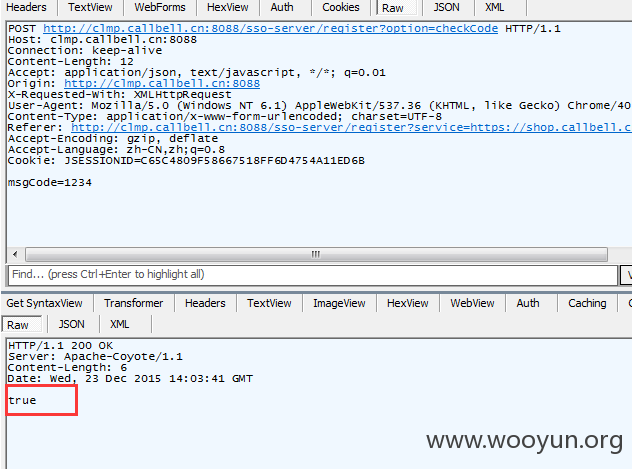 Headers TextView WebForms HexView Auth Cookies Raw JSON XML
POST http://clmp.callbell.cn:8088/sso-server/register?option=checkCode HTTP/1.1
Host: clmp.callbell.cn:8088
Connection: keep-alive
Content-Length: 12
Accept: application/json, text/javascript, */*; q=0.01
Origin: http://clmp.callbell.cn:8088
X-Requested-With: XMLHttpRequest
User-Agent: Mozilla/5.0 (Windows NT 6.1) AppleWebKit/537.36 (KHTML, like Gecko) Chrome/40
Content-Type: application/x-www-form-urlencoded; charset=UTF-8
Referer: http://clmp.callbell.cn:8088/sso-server/register?service=https://shop.callbell.c
Accept-Encoding: gzip, deflate
Accept-Language: zh-CN,zh;q=0.8
Cookie: JSESSIONID=C65C4809F58667518FF6D4754A11ED6B
msgCode=1234
Find... (press Ctrl+Enter to highlight all)
Get SyntaxView Transformer Headers TextView ImageView HexView WebView Auth Caching
Raw JSON XML
HTTP/1.1 200 OK
Server: Apache-Coyote/1.1
Content-Length: 6
Date: Wed, 23 Dec 2015 14:03:41 GMT
true
www.wooyun.org